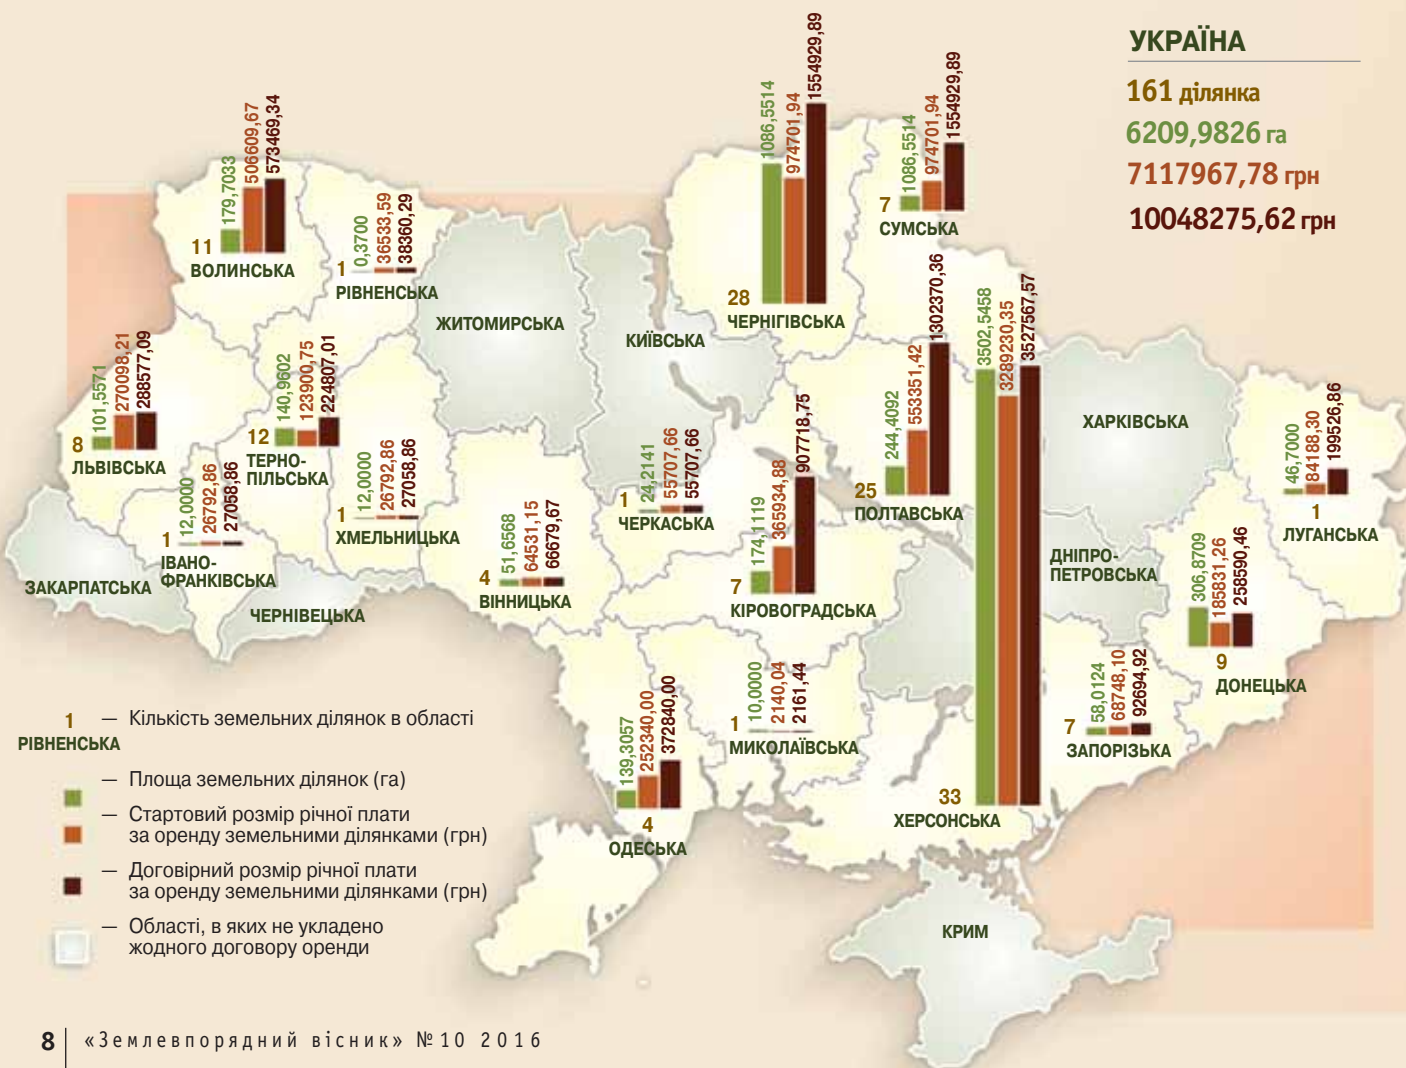 УКРАЇНА
161 ділянка
6209,9826 га
7117967,78 грн
10048275,62 грн
179,7033
506609,67
573469,34
11
ВОЛИНСЬКА
0,3700
36533,59
38360,29
1
РІВНЕНСЬКА
ЖИТОМИРСЬКА
КИЇВСЬКА
1086,5514
974701,94
1554929,89
28
ЧЕРНІГІВСЬКА
1086,5514
974701,94
1554929,89
7
СУМСЬКА
101,5571
270098,21
288577,09
8
ЛЬВІВСЬКА
140,9602
123900,75
224807,01
12
ТЕРНО-
ПІЛЬСЬКА
12,0000
26792,86
27058,86
1
ХМЕЛЬНИЦЬКА
12,0000
26792,86
27058,86
1
ІВАНО-
ФРАНКІВСЬКА
ЗАКАРПАТСЬКА
ЧЕРНІВЕЦЬКА
51,6568
64531,15
66679,67
4
ВІННИЦЬКА
24,2141
55707,66
55707,66
1
ЧЕРКАСЬКА
174,1119
365934,88
907718,75
7
КІРОВОГРАДСЬКА
244,4092
553351,42
1302370,36
25
ПОЛТАВСЬКА
3502,5458
3289230,35
3527567,57
33
ХЕРСОНСЬКА
ХАРКІВСЬКА
ДНІПРО-
ПЕТРОВСЬКА
46,7000
84188,30
199526,86
1
ЛУГАНСЬКА
306,8709
185831,26
258590,46
9
ДОНЕЦЬКА
58,0124
68748,10
92694,92
7
ЗАПОРІЗЬКА
10,0000
2140,04
2161,44
1
МИКОЛАЇВСЬКА
139,3057
252340,00
372840,00
4
ОДЕСЬКА
КРИМ
1 — Кількість земельних ділянок в області
РІВНЕНСЬКА
— Площа земельних ділянок (га)
— Стартовий розмір річної плати
за оренду земельними ділянками (грн)
— Договірний розмір річної плати
за оренду земельними ділянками (грн)
— Області, в яких не укладено
жодного договору оренди
8 «Землевпорядний вісник» №10 2016